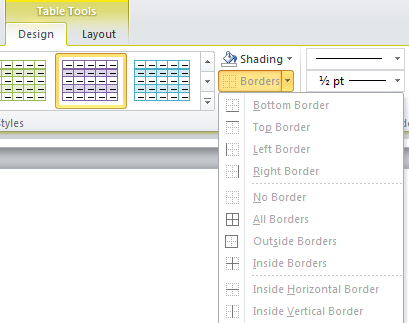 Table Tools
Design Layout
Shading
Borders
½ pt
Styles
Bottom Border
Top Border
Left Border
Right Border
No Border
All Borders
Outside Borders
Inside Borders
Inside Horizontal Border
Inside Vertical Border